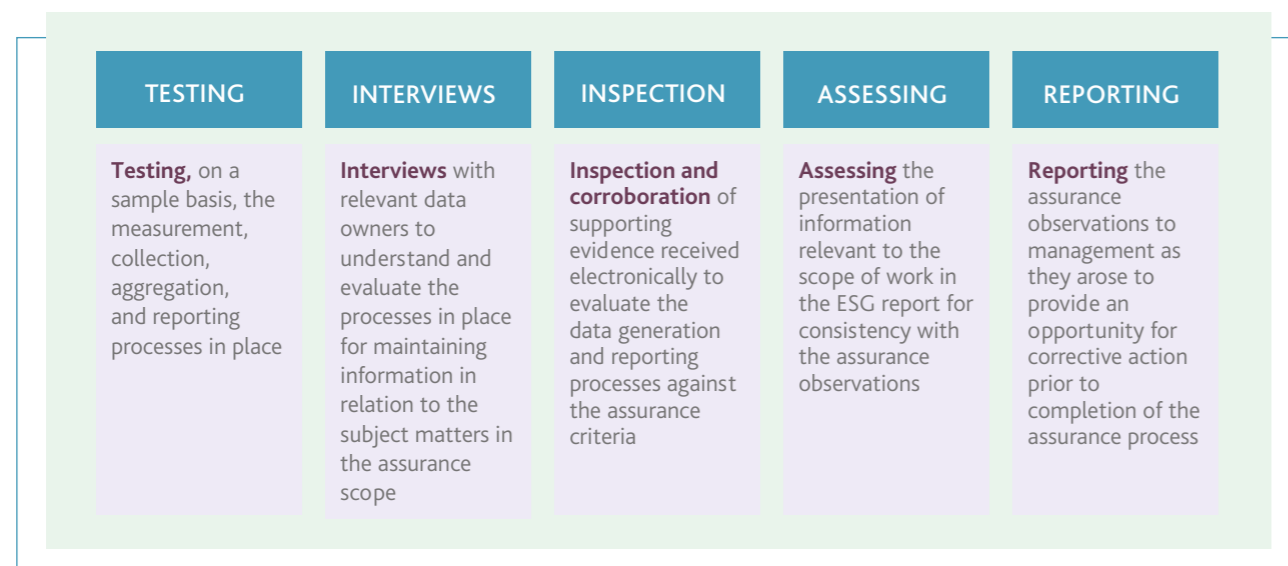 TESTING
Testing, on a
sample basis, the
measurement,
collection,
aggregation,
and reporting
processes in place
INTERVIEWS
Interviews with
relevant data
owners to
understand and
evaluate the
processes in place
for maintaining
information in
relation to the
subject matters in
the assurance
scope
INSPECTION
Inspection and
corroboration of
supporting
evidence received
electronically to
evaluate the
data generation
and reporting
processes against
the assurance
criteria
ASSESSING
Assessing the
presentation of
information
relevant to the
scope of work in
the ESG report for
consistency with
the assurance
observations
REPORTING
Reporting the
assurance
observations to
management as
they arose to
provide an
opportunity for
corrective action
prior to
completion of the
assurance process